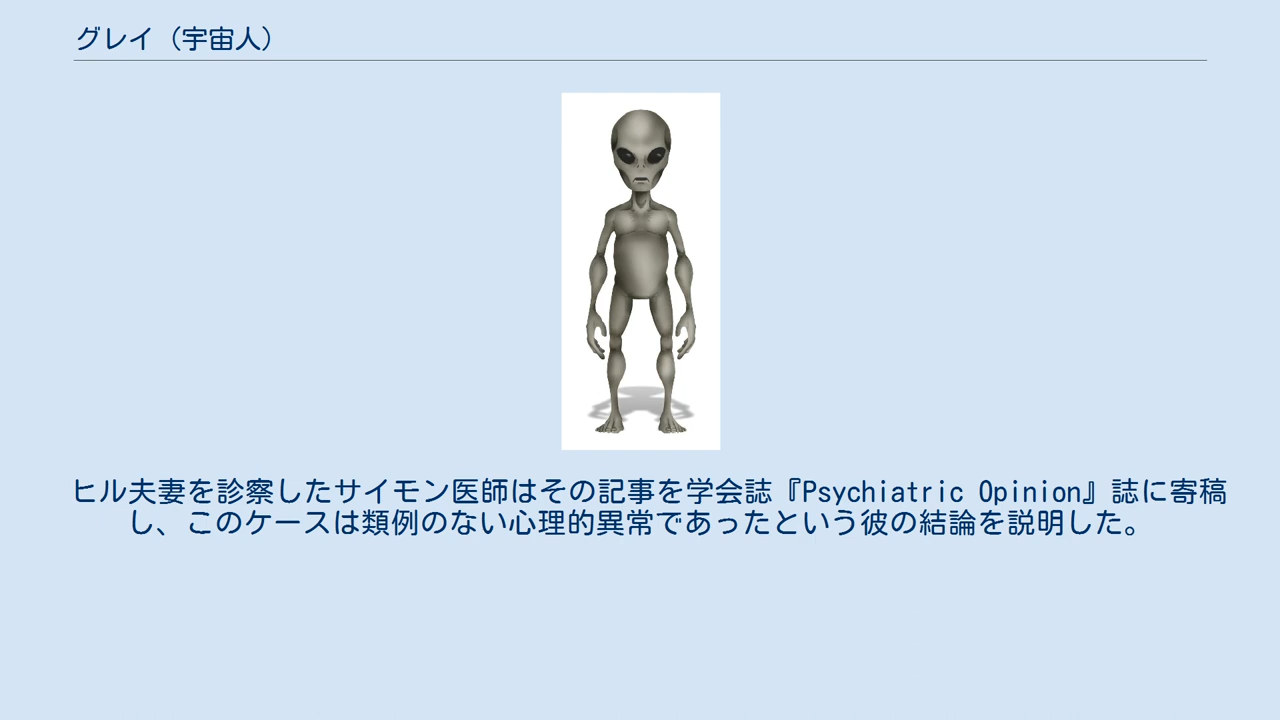 グレイ（宇宙人）
ヒル夫妻を診察したサイモン医師はその記事を学会誌『Psychiatric Opinion』誌に寄稿
し、このケースは類例のない心理的異常であったという彼の結論を説明した。